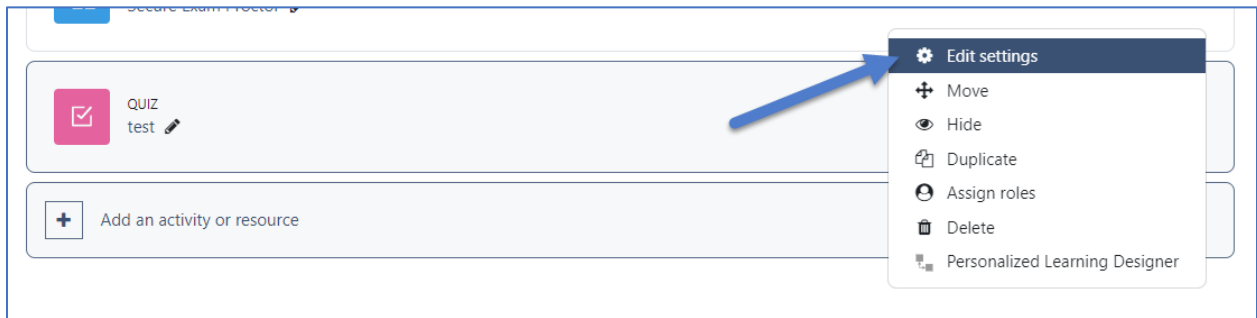 Secure Exam Proctor
Edit settings
Move
QUIZ
test
Hide
Duplicate
Assign roles
Add an activity or resource
Delete
Personalized Learning Designer